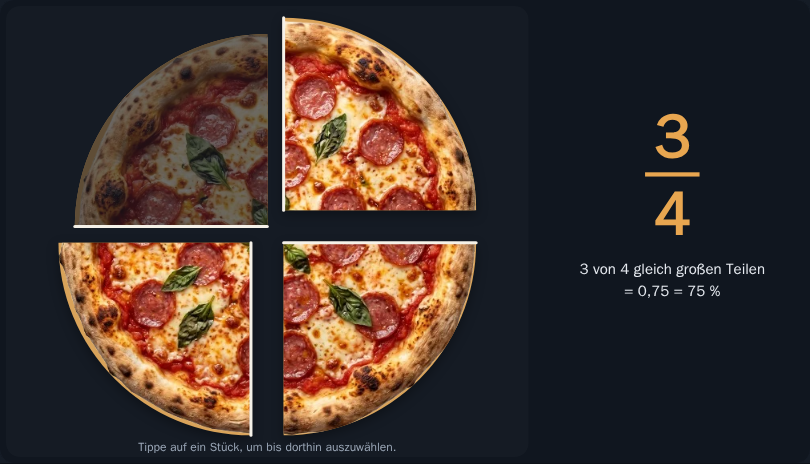 3
4
3 von 4 gleich großen Teilen
= 0,75 = 75 %
Tippe auf ein Stück, um bis dorthin auszuwählen.